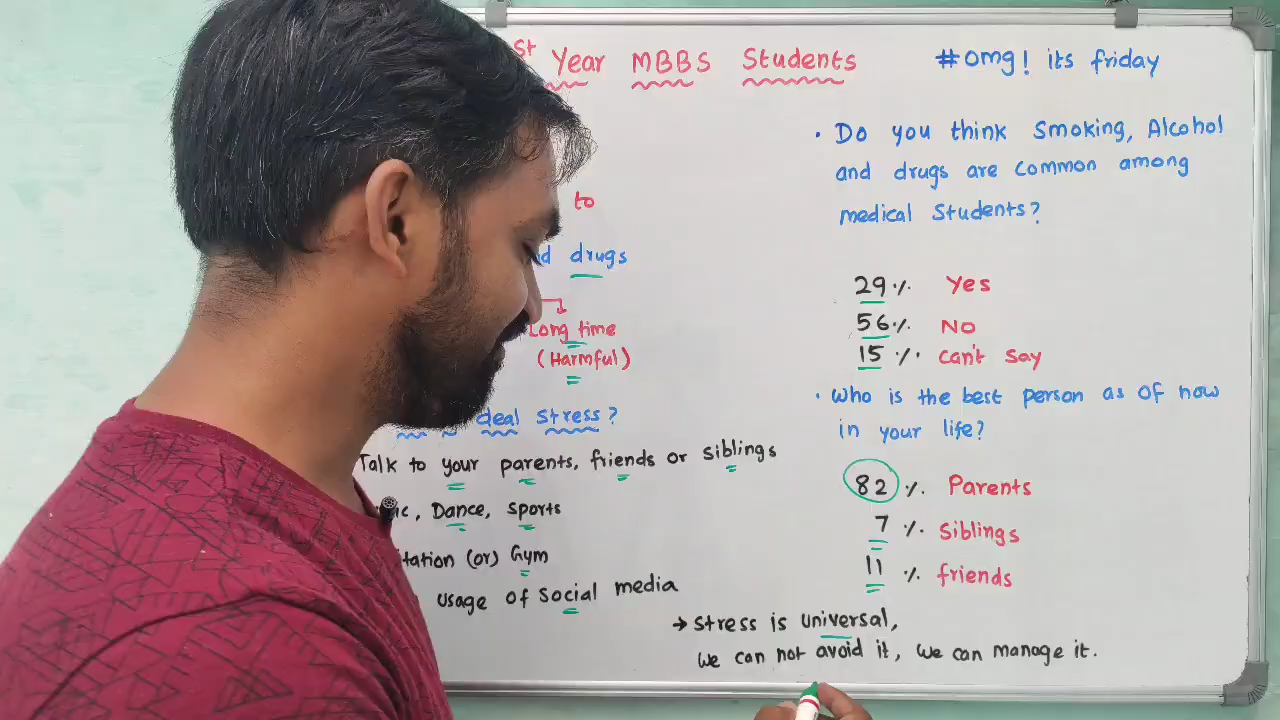 st Year MBBS Students
#omg! its friday
to
drugs
Long time
(Harmful)
deal stress?
Talk to your parents, friends or siblings
, Dance, sports
(or) Gym
usage of social media
• Do you think smoking, Alcohol
and drugs are common among
medical students?
29% Yes
56% No
15% Can't say
• Who is the best person as of now
in your life?
82% Parents
7% Siblings
11% friends
→ Stress is universal,
We can not avoid it, We can manage it.